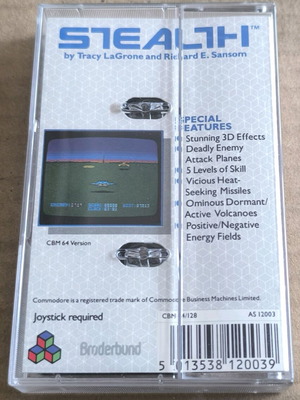 STEALTH™
by Tracy LaGrone and Richard E. Sansom
SPECIAL
FEATURES
Stunning 3D Effects
Deadly Enemy
Attack Planes
5 Levels of Skill
Vicious Heat-
Seeking Missiles
Ominous Dormant/
Active Volcanoes
Positive/Negative
Energy Fields
CBM 64 Version
Commodore is a registered trade mark of Commodore Business Machines Limited.
Joystick required
CBM 64/128
AS 12003
Brøderbund
5 013538 120039